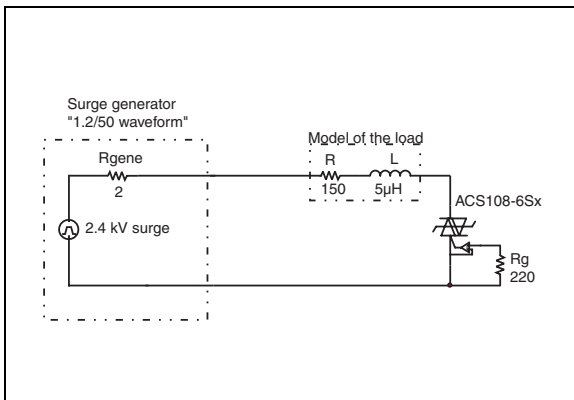 Surge generator
"1.2/50 waveform"
Rgene
2
2.4 kV surge
Model of the load
R
150
L
5µH
ACS108-6Sx
Rg
220